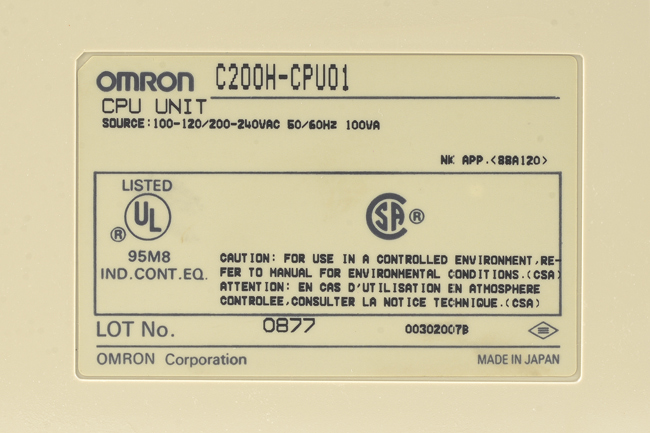 OMRON C200H-CPU01
CPU UNIT
SOURCE:100-120/200-240VAC 50/60HZ 100VA
NK APP.<88A120>
LISTED
UL ®
95M8
IND.CONT.EQ.
SA ®
CAUTION: FOR USE IN A CONTROLLED ENVIRONMENT,RE-
FER TO MANUAL FOR ENVIRONMENTAL CONDITIONS.(CSA)
ATTENTION: EN CAS D'UTILISATION EN ATMOSPHERE
CONTROLEE,CONSULTER LA NOTICE TECHNIQUE.(CSA)
LOT No. 0877 00302007B
OMRON Corporation MADE IN JAPAN